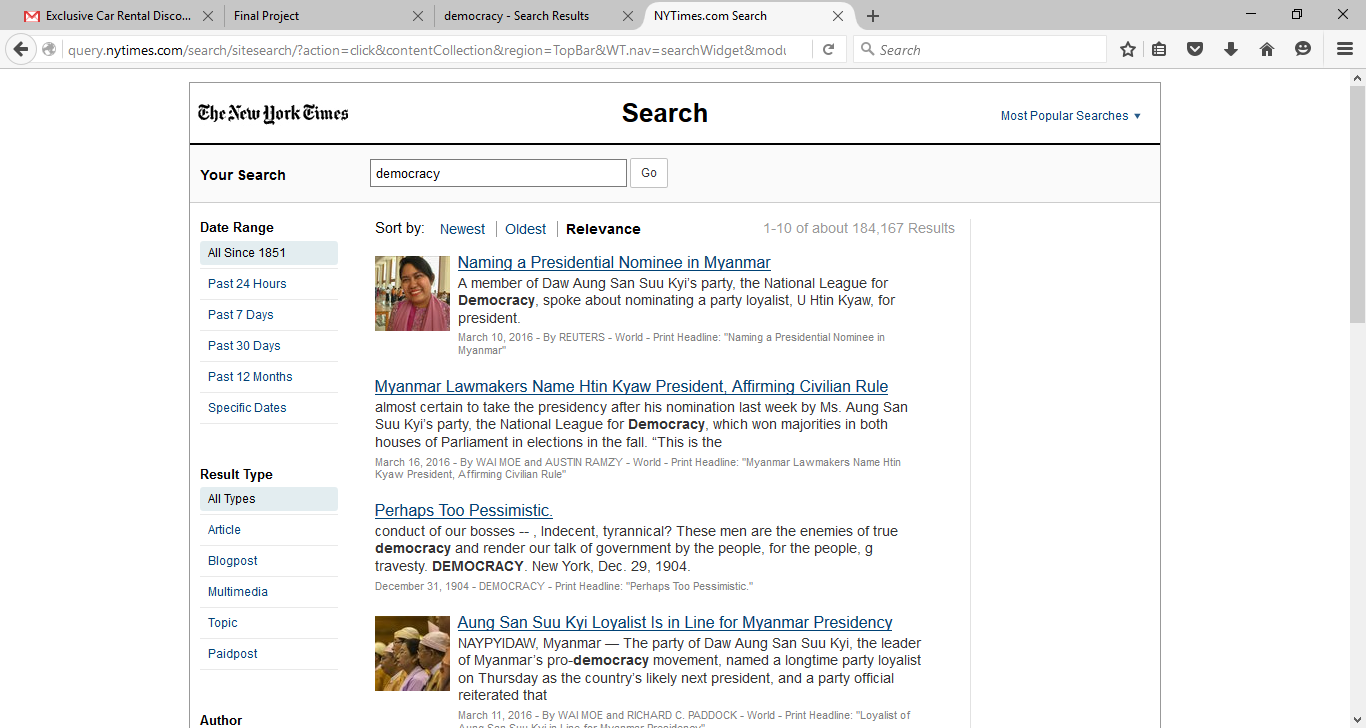 Exclusive Car Rental Disco...
Final Project
democracy - Search Results
NYTimes.com Search
query.nytimes.com/search/sitesearch/?action=click&contentCollection&region=TopBar&WT.nav=searchWidget&modu
Search
The New York Times
Search
Most Popular Searches
Your Search
democracy
Go
Date Range
All Since 1851
Past 24 Hours
Past 7 Days
Past 30 Days
Past 12 Months
Specific Dates
Result Type
All Types
Article
Blogpost
Multimedia
Topic
Paidpost
Author
Sort by: Newest | Oldest | Relevance
1-10 of about 184,167 Results
Naming a Presidential Nominee in Myanmar
A member of Daw Aung San Suu Kyi's party, the National League for
Democracy, spoke about nominating a party loyalist, U Htin Kyaw, for
president.
March 10, 2016 - By REUTERS - World - Print Headline: "Naming a Presidential Nominee in
Myanmar"
Myanmar Lawmakers Name Htin Kyaw President, Affirming Civilian Rule
almost certain to take the presidency after his nomination last week by Ms. Aung San
Suu Kyi's party, the National League for Democracy, which won majorities in both
houses of Parliament in elections in the fall. “This is the
March 16, 2016 - By WAI MOE and AUSTIN RAMZY - World - Print Headline: "Myanmar Lawmakers Name Htin
Kyaw President, Affirming Civilian Rule"
Perhaps Too Pessimistic.
conduct of our bosses -- , Indecent, tyrannical? These men are the enemies of true
democracy and render our talk of government by the people, for the people, g
travesty. DEMOCRACY. New York, Dec. 29, 1904.
December 31, 1904 - DEMOCRACY - Print Headline: "Perhaps Too Pessimistic."
Aung San Suu Kyi Loyalist Is in Line for Myanmar Presidency
NAYPYIDAW, Myanmar — The party of Daw Aung San Suu Kyi, the leader
of Myanmar's pro-democracy movement, named a longtime party loyalist
on Thursday as the country's likely next president, and a party official
reiterated that
March 11, 2016 - By WAI MOE and RICHARD C. PADDOCK - World - Print Headline: "Loyalist of
Aung San Suu Kyi in Line for Myanmar Presidency"